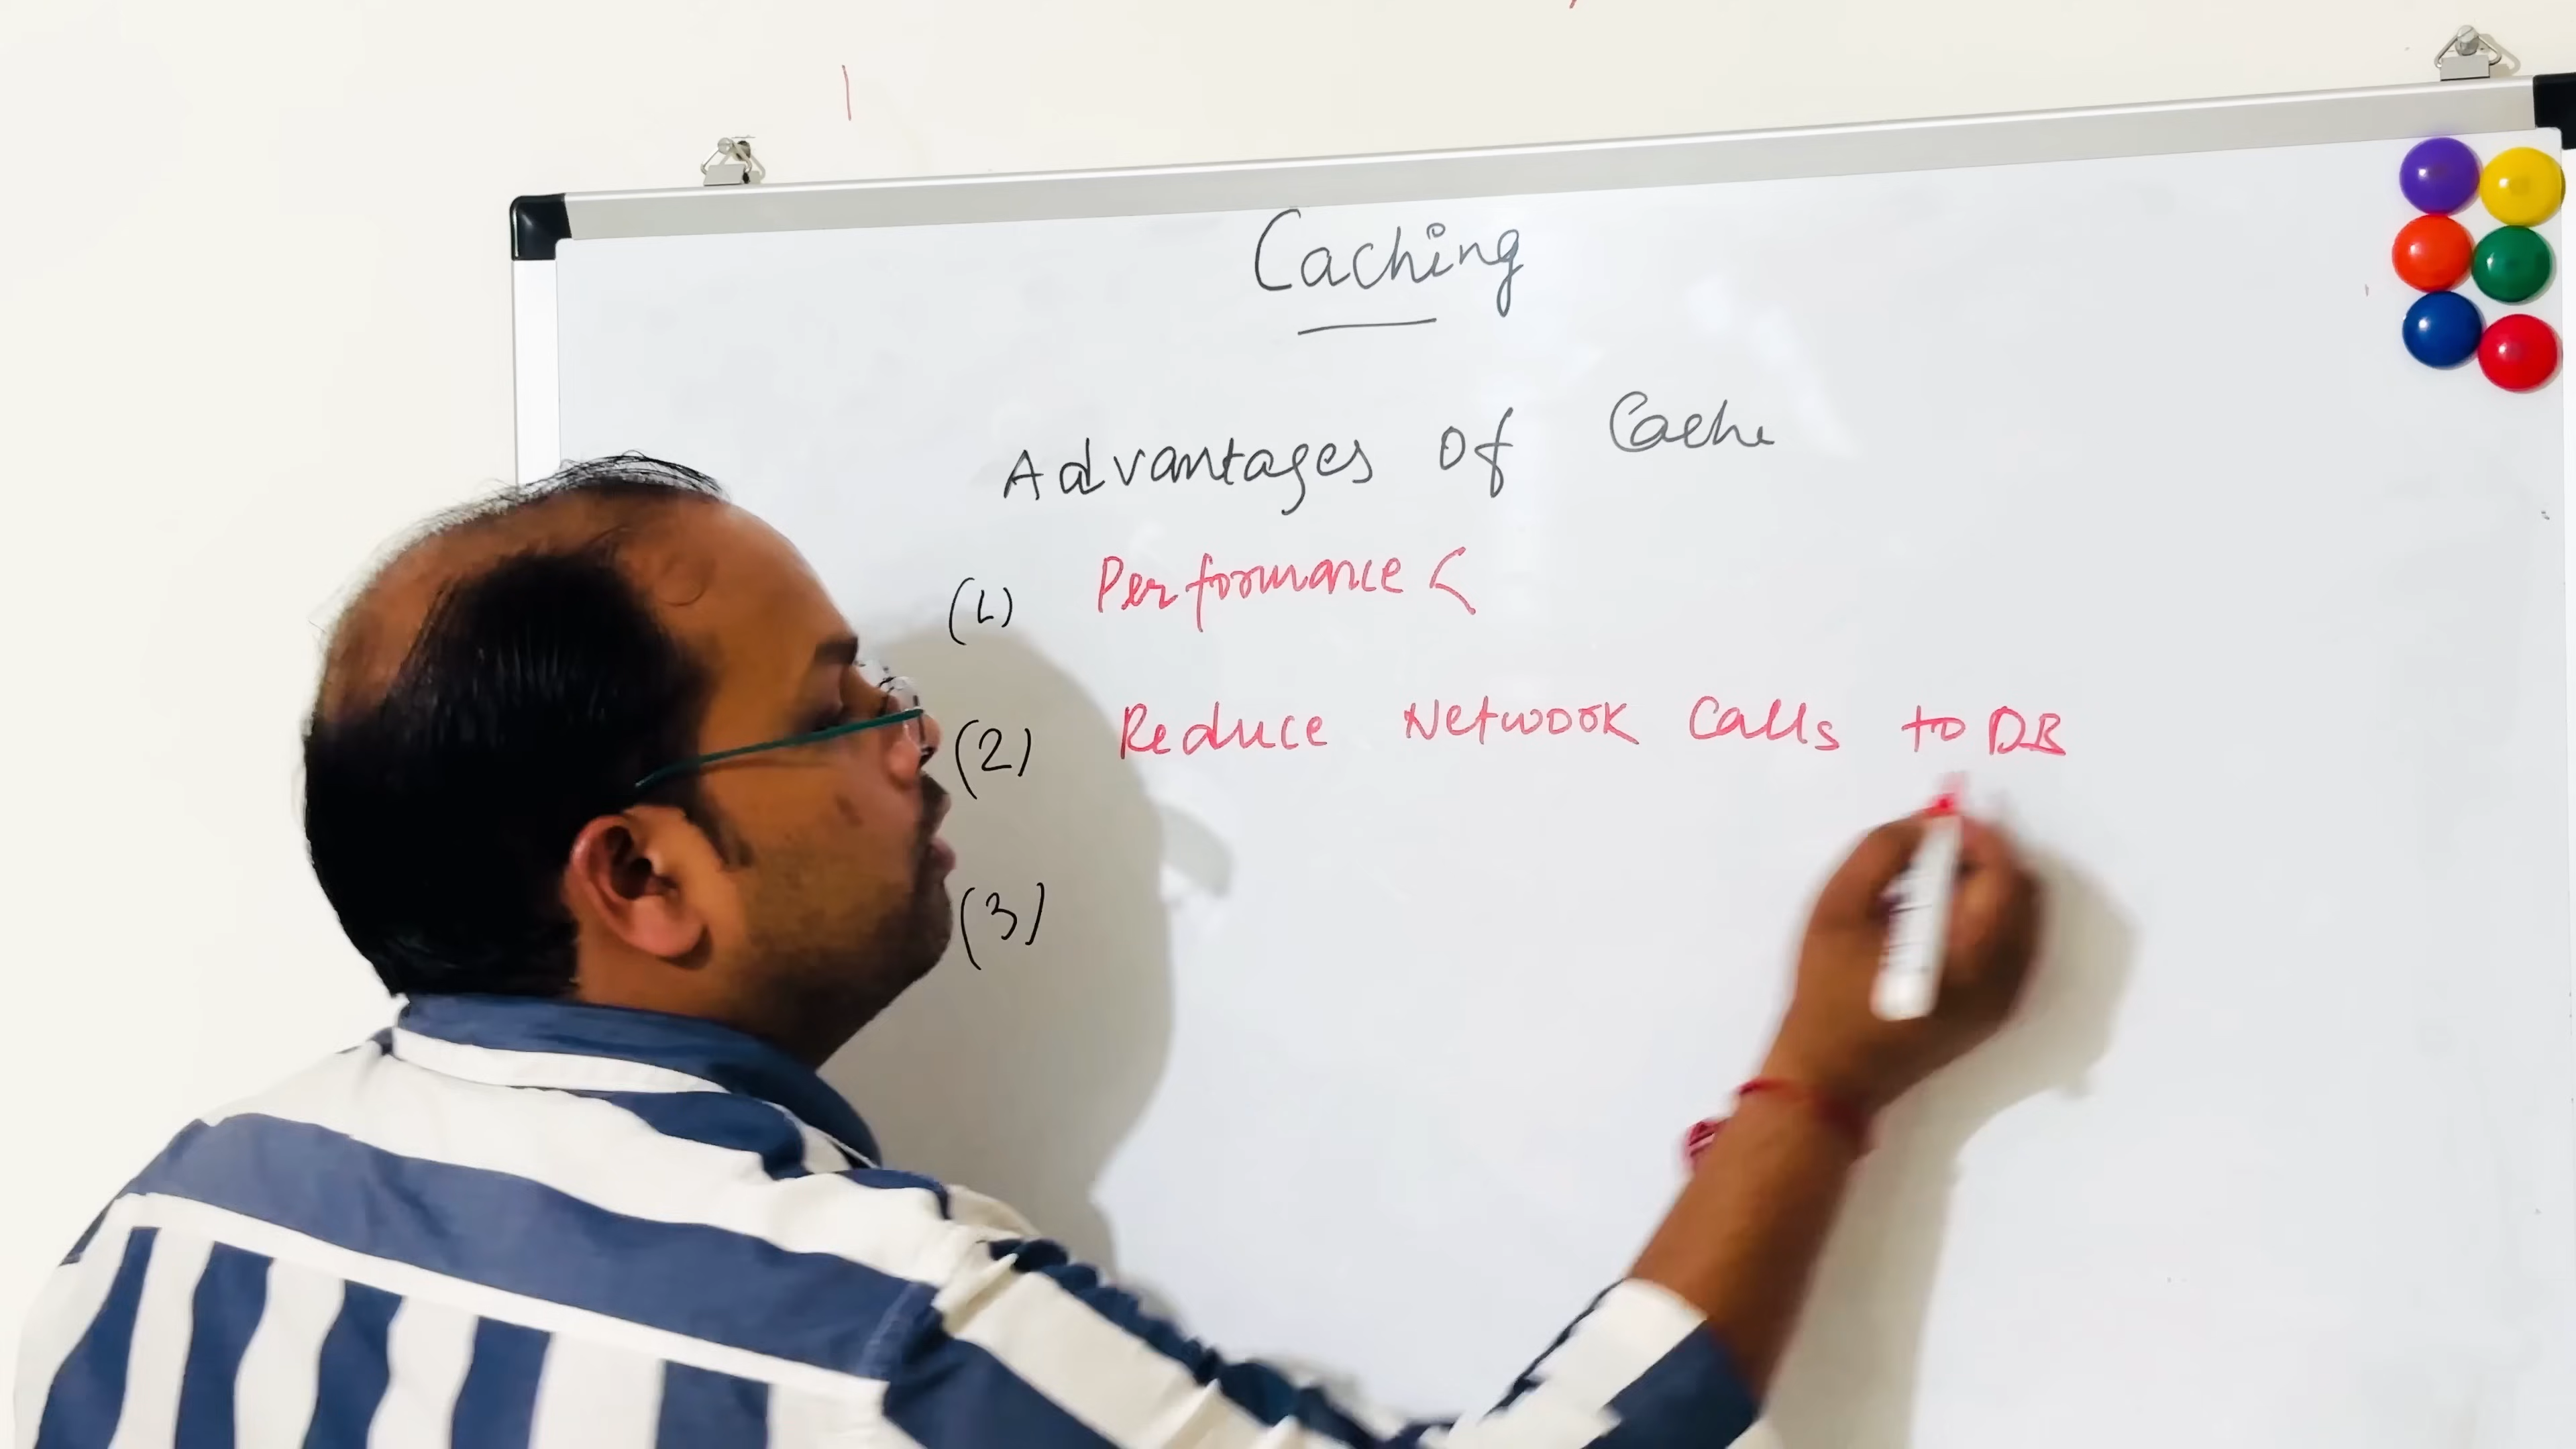 Caching
Advantages Of Cache
(1) Performance <
(2) Reduce Network Calls to DB
(3)